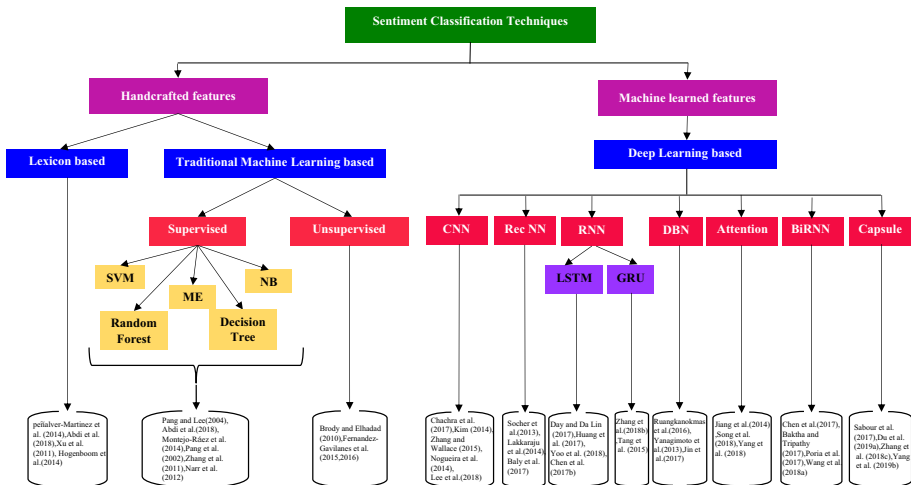 Sentiment Classification Techniques
Handcrafted features
Machine learned features
Lexicon based
Traditional Machine Learning based
Deep Learning based
Supervised
Unsupervised
CNN
Rec NN
RNN
DBN
Attention
BiRNN
Capsule
SVM
ME
NB
LSTM
GRU
Random
Forest
Decision
Tree
peñalver-Martinez
et al. (2014),Abdi et al.
(2018),Xu et al.
(2011), Hogenboom et
al.(2014)
Pang and Lee(2004),
Abdi et al.(2018),
Montejo-Ráez et al.
(2014),Pang et al.
(2002),Zhang et al.
(2011),Narr et al.
(2012)
Brody and Elhadad
(2010),Fernandez-
Gavilanes et al.
(2015,2016)
Chachra et al.
(2017),Kim (2014),
Zhang and
Wallace (2015),
Nogueira et al.
(2014),
Lee et al.(2018)
Socher et
al.(2013),
Lakkaraju et
al.(2014),
Baly et al.
(2017)
Day and Da Lin
(2017),Huang et al.
(2017),
Yoo et al. (2018),
Chen et al.
(2017b)
Zhang et
al.(2018b)
,Tang et
al. (2015)
Ruangkanokmas
et al.(2016),
Yanagimoto et
al.(2013),Jin et al.
(2017)
Jiang et al.(2014)
,Song et al.
(2018),Yang et al.
(2018)
Chen et al.(2017),
Baktha and
Tripathy
(2017),Poria et al.
(2017),Wang et
al.(2018a)
Sabour et al.
(2017),Du et al.
(2019a),Zhang et
al. (2018c),Yang et
al.(2019b)